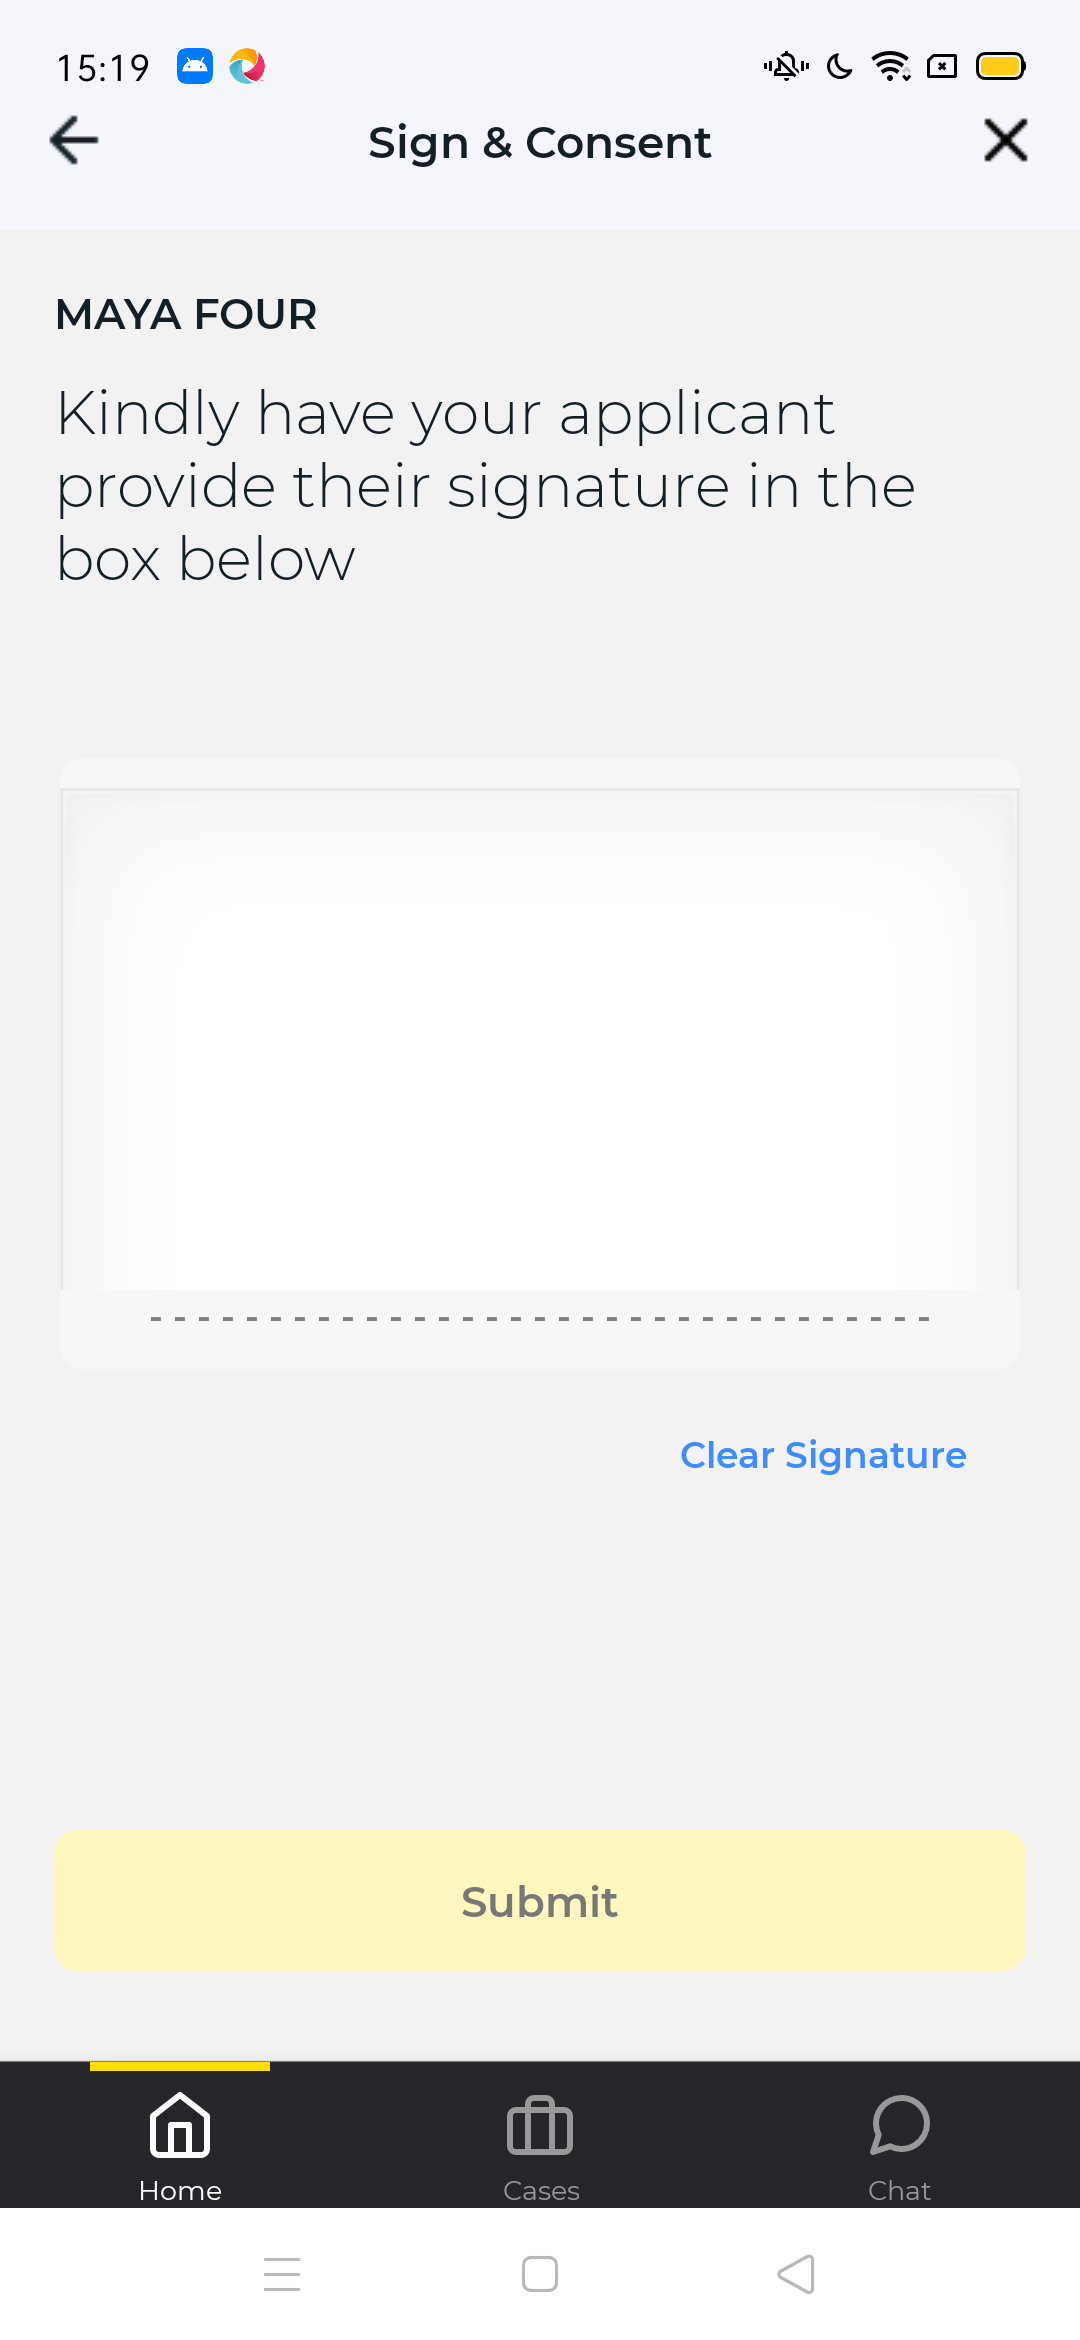 15:19
Sign & Consent
MAYA FOUR
Kindly have your applicant
provide their signature in the
box below
Clear Signature
Submit
Home
Cases
Chat